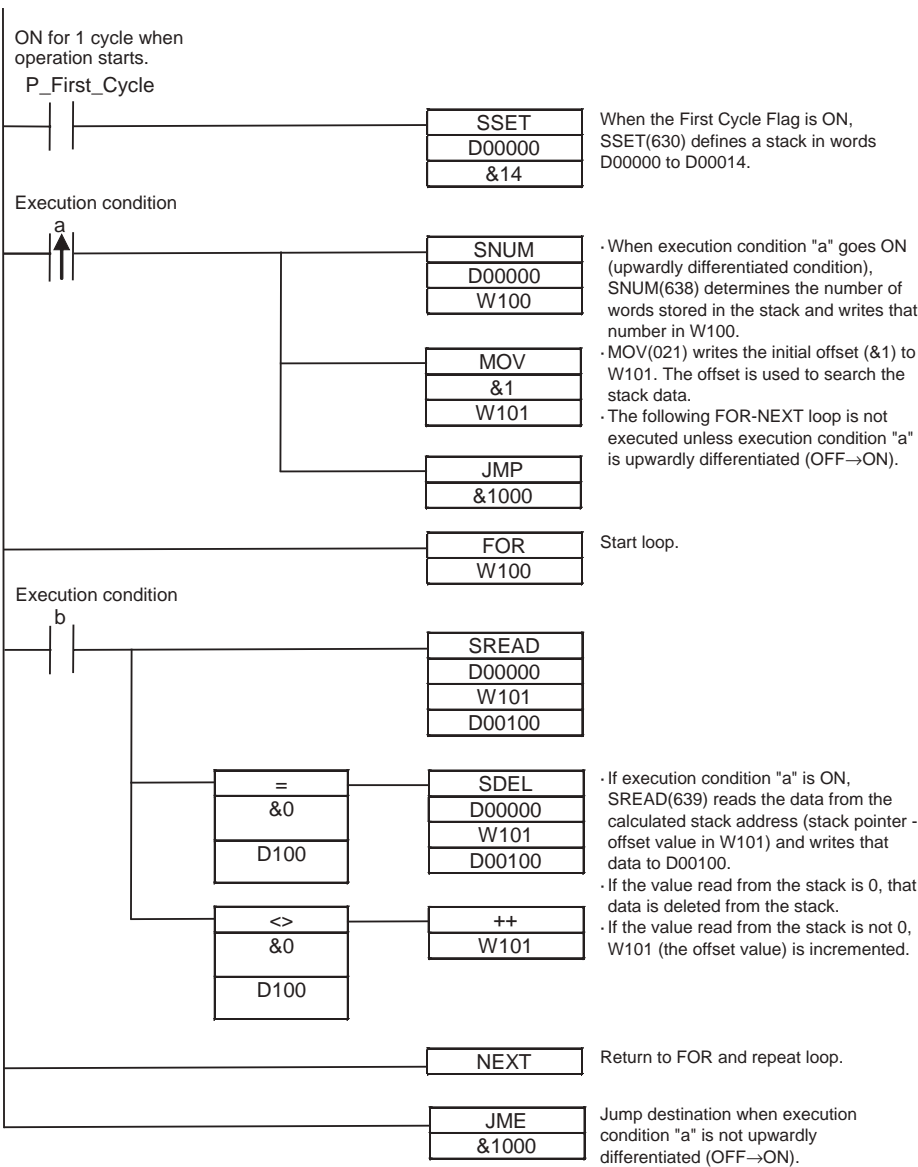 ON for 1 cycle when
operation starts.
P_First_Cycle
SSET
D00000
&14
When the First Cycle Flag is ON,
SSET(630) defines a stack in words
D00000 to D00014.
Execution condition
a
SNUM
D00000
W100
MOV
&1
W101
JMP
&1000
· When execution condition "a" goes ON
(upwardly differentiated condition),
SNUM(638) determines the number of
words stored in the stack and writes that
number in W100.
· MOV(021) writes the initial offset (&1) to
W101. The offset is used to search the
stack data.
· The following FOR-NEXT loop is not
executed unless execution condition "a"
is upwardly differentiated (OFF→ON).
FOR
W100
Start loop.
Execution condition
b
SREAD
D00000
W101
D00100
=
&0
D100
SDEL
D00000
W101
D00100
<>
&0
D100
++
W101
· If execution condition "a" is ON,
SREAD(639) reads the data from the
calculated stack address (stack pointer -
offset value in W101) and writes that
data to D00100.
· If the value read from the stack is 0, that
data is deleted from the stack.
· If the value read from the stack is not 0,
W101 (the offset value) is incremented.
NEXT
Return to FOR and repeat loop.
JME
&1000
Jump destination when execution
condition "a" is not upwardly
differentiated (OFF→ON).